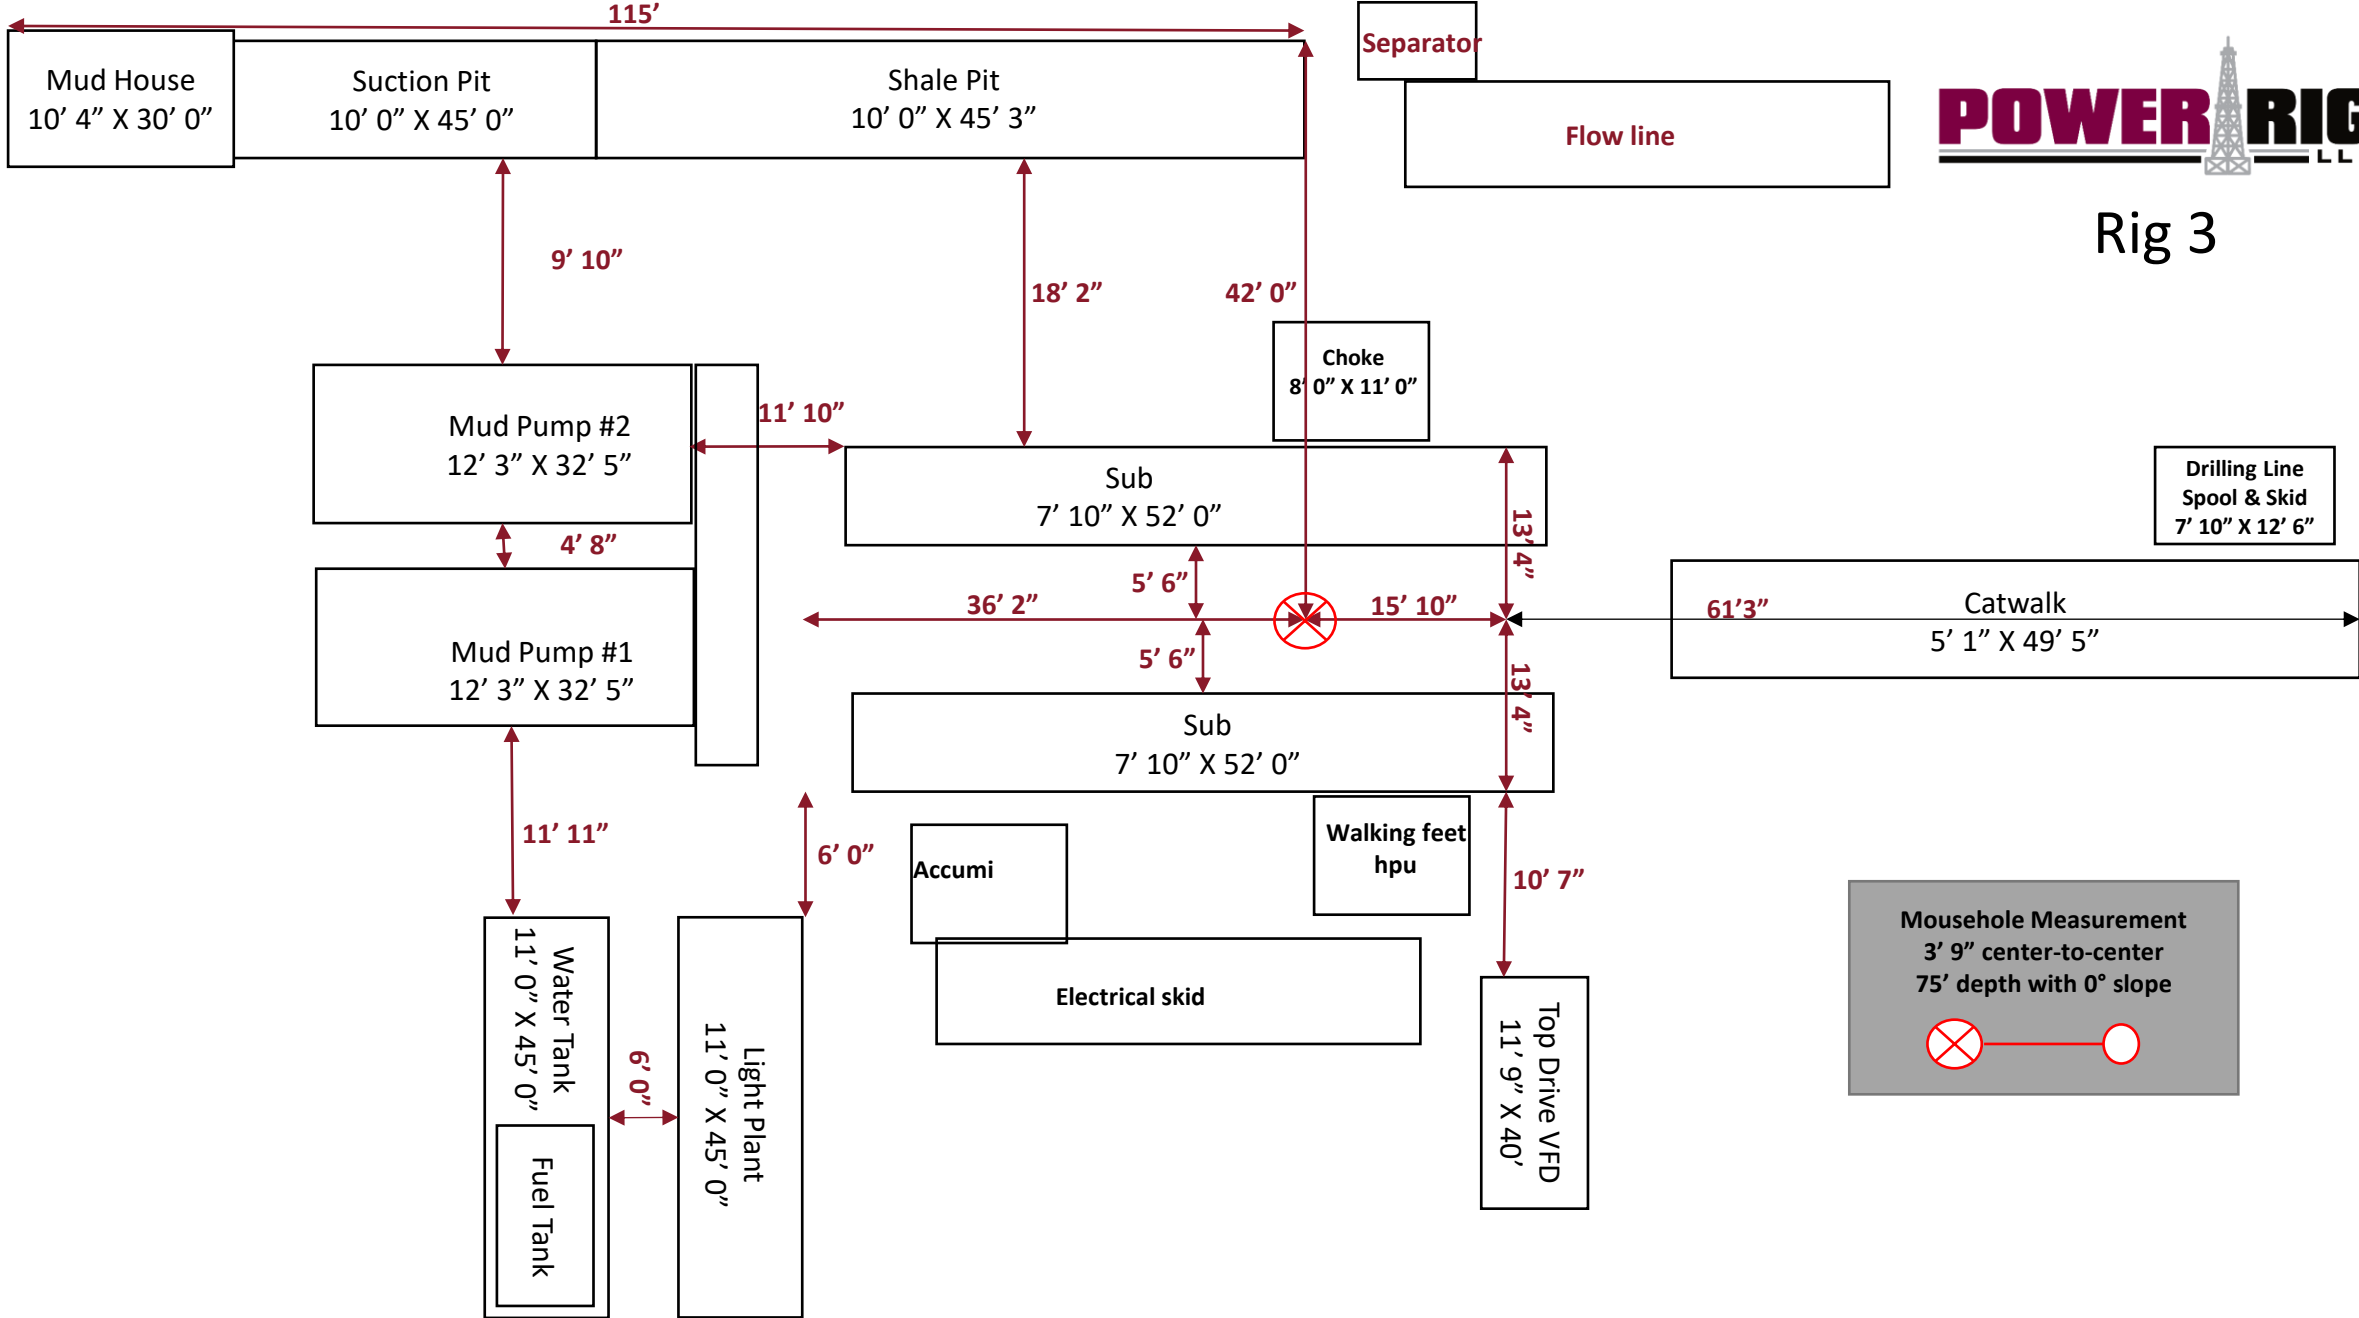 115’
Mud House
10’ 4” X 30’ 0”
Suction Pit
10’ 0” X 45’ 0”
Shale Pit
10’ 0” X 45’ 3”
Separator
Flow line
POWER RIG
LL
Rig 3
9’ 10”
18’ 2”
42’ 0”
Choke
8’ 0” X 11’ 0”
Mud Pump #2
12’ 3” X 32’ 5”
11’ 10”
Sub
7’ 10” X 52’ 0”
13’ 4”
Drilling Line
Spool & Skid
7’ 10” X 12’ 6”
4’ 8”
5’ 6”
36’ 2”
15’ 10”
61’3”
Catwalk
5’ 1” X 49’ 5”
Mud Pump #1
12’ 3” X 32’ 5”
5’ 6”
13’ 4”
Sub
7’ 10” X 52’ 0”
11’ 11”
6’ 0”
Accumi
Walking feet
hpu
10’ 7”
Water Tank
11’ 0” X 45’ 0”
Fuel Tank
6’ 0”
Light Plant
11’ 0” X 45’ 0”
Electrical skid
Top Drive VFD
11’ 9” X 40’
Mousehole Measurement
3’ 9” center-to-center
75’ depth with 0° slope